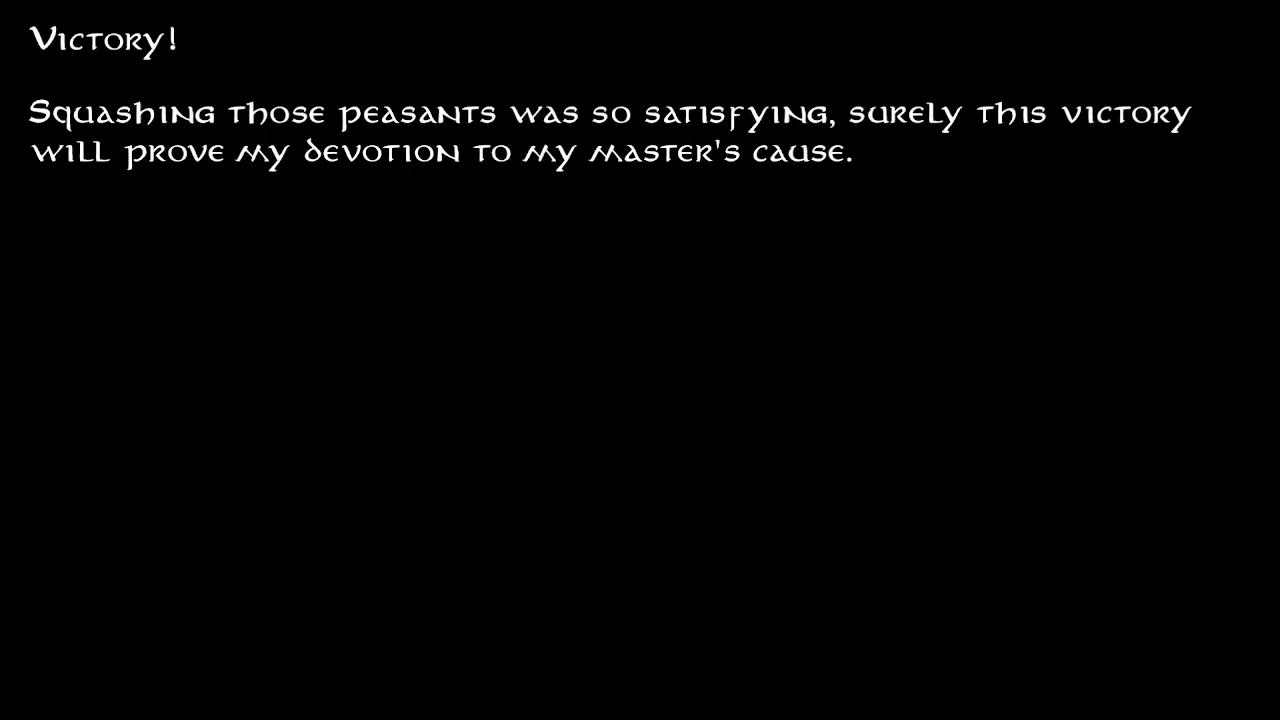 Victory!
Squashing those peasants was so satisfying, surely this victory
will prove my devotion to my master's cause.